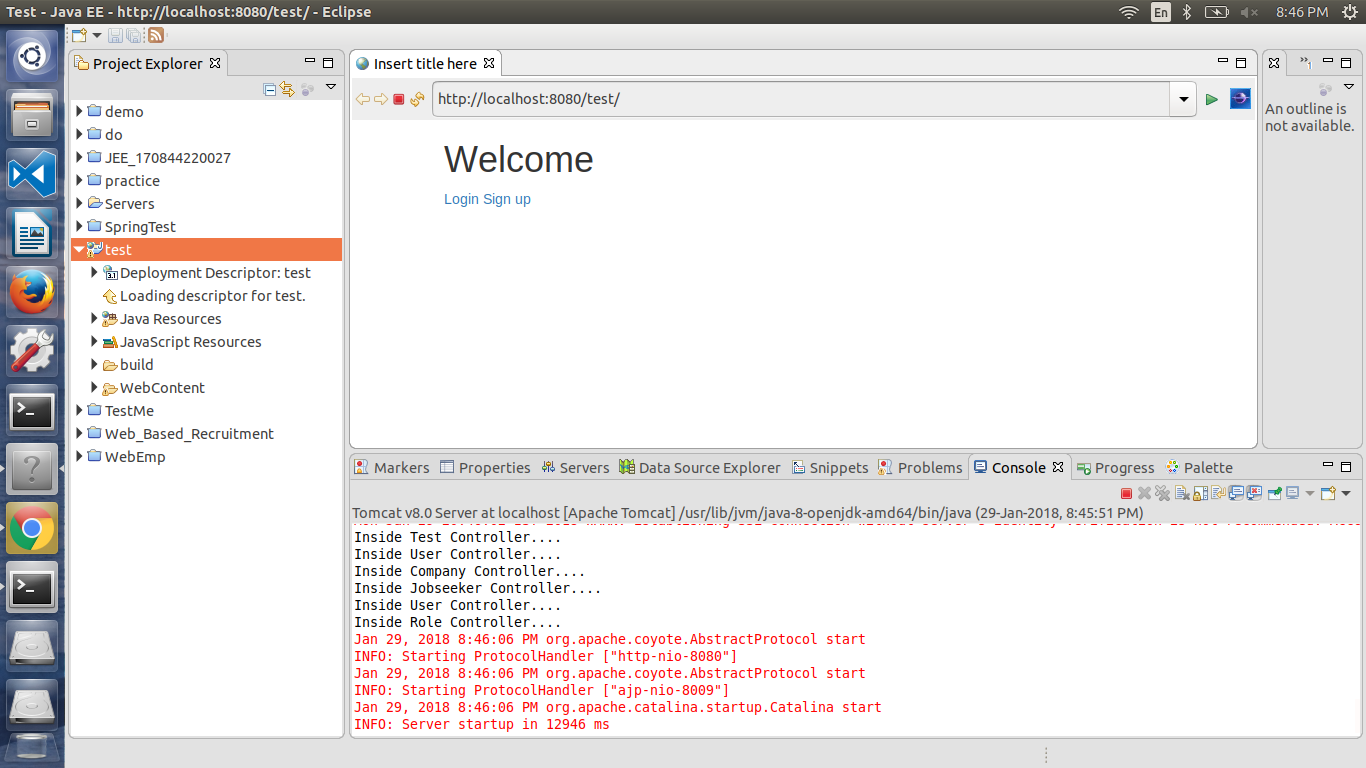 Test - Java EE - http://localhost:8080/test/ - Eclipse
En
8:46 PM
Project Explorer
demo
do
JEE_170844220027
practice
Servers
SpringTest
test
Deployment Descriptor: test
3.1
Loading descriptor for test.
Java Resources
JavaScript Resources
build
WebContent
TestMe
Web_Based_Recruitment
WebEmp
Insert title here
http://localhost:8080/test/
Welcome
Login Sign up
»1
An outline is
not available.
Markers
Properties
Servers
Data Source Explorer
Snippets
Problems
Console
Progress
Palette
Tomcat v8.0 Server at localhost [Apache Tomcat] /usr/lib/jvm/java-8-openjdk-amd64/bin/java (29-Jan-2018, 8:45:51 PM)
Inside Test Controller....
Inside User Controller....
Inside Company Controller....
Inside Jobseeker Controller....
Inside User Controller....
Inside Role Controller....
Jan 29, 2018 8:46:06 PM org.apache.coyote.AbstractProtocol start
INFO: Starting ProtocolHandler ["http-nio-8080"]
Jan 29, 2018 8:46:06 PM org.apache.coyote.AbstractProtocol start
INFO: Starting ProtocolHandler ["ajp-nio-8009"]
Jan 29, 2018 8:46:06 PM org.apache.catalina.startup.Catalina start
INFO: Server startup in 12946 ms